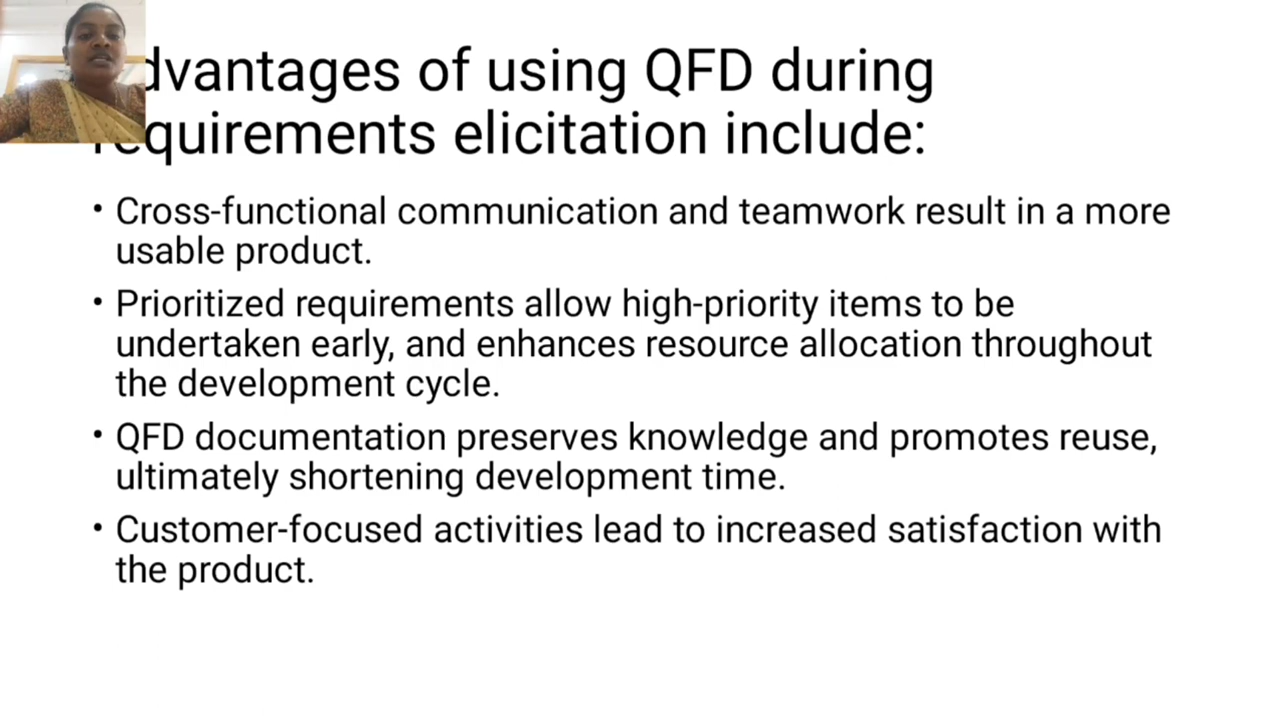 dvantages of using QFD during
requirements elicitation include:
• Cross-functional communication and teamwork result in a more
usable product.
• Prioritized requirements allow high-priority items to be
undertaken early, and enhances resource allocation throughout
the development cycle.
• QFD documentation preserves knowledge and promotes reuse,
ultimately shortening development time.
• Customer-focused activities lead to increased satisfaction with
the product.